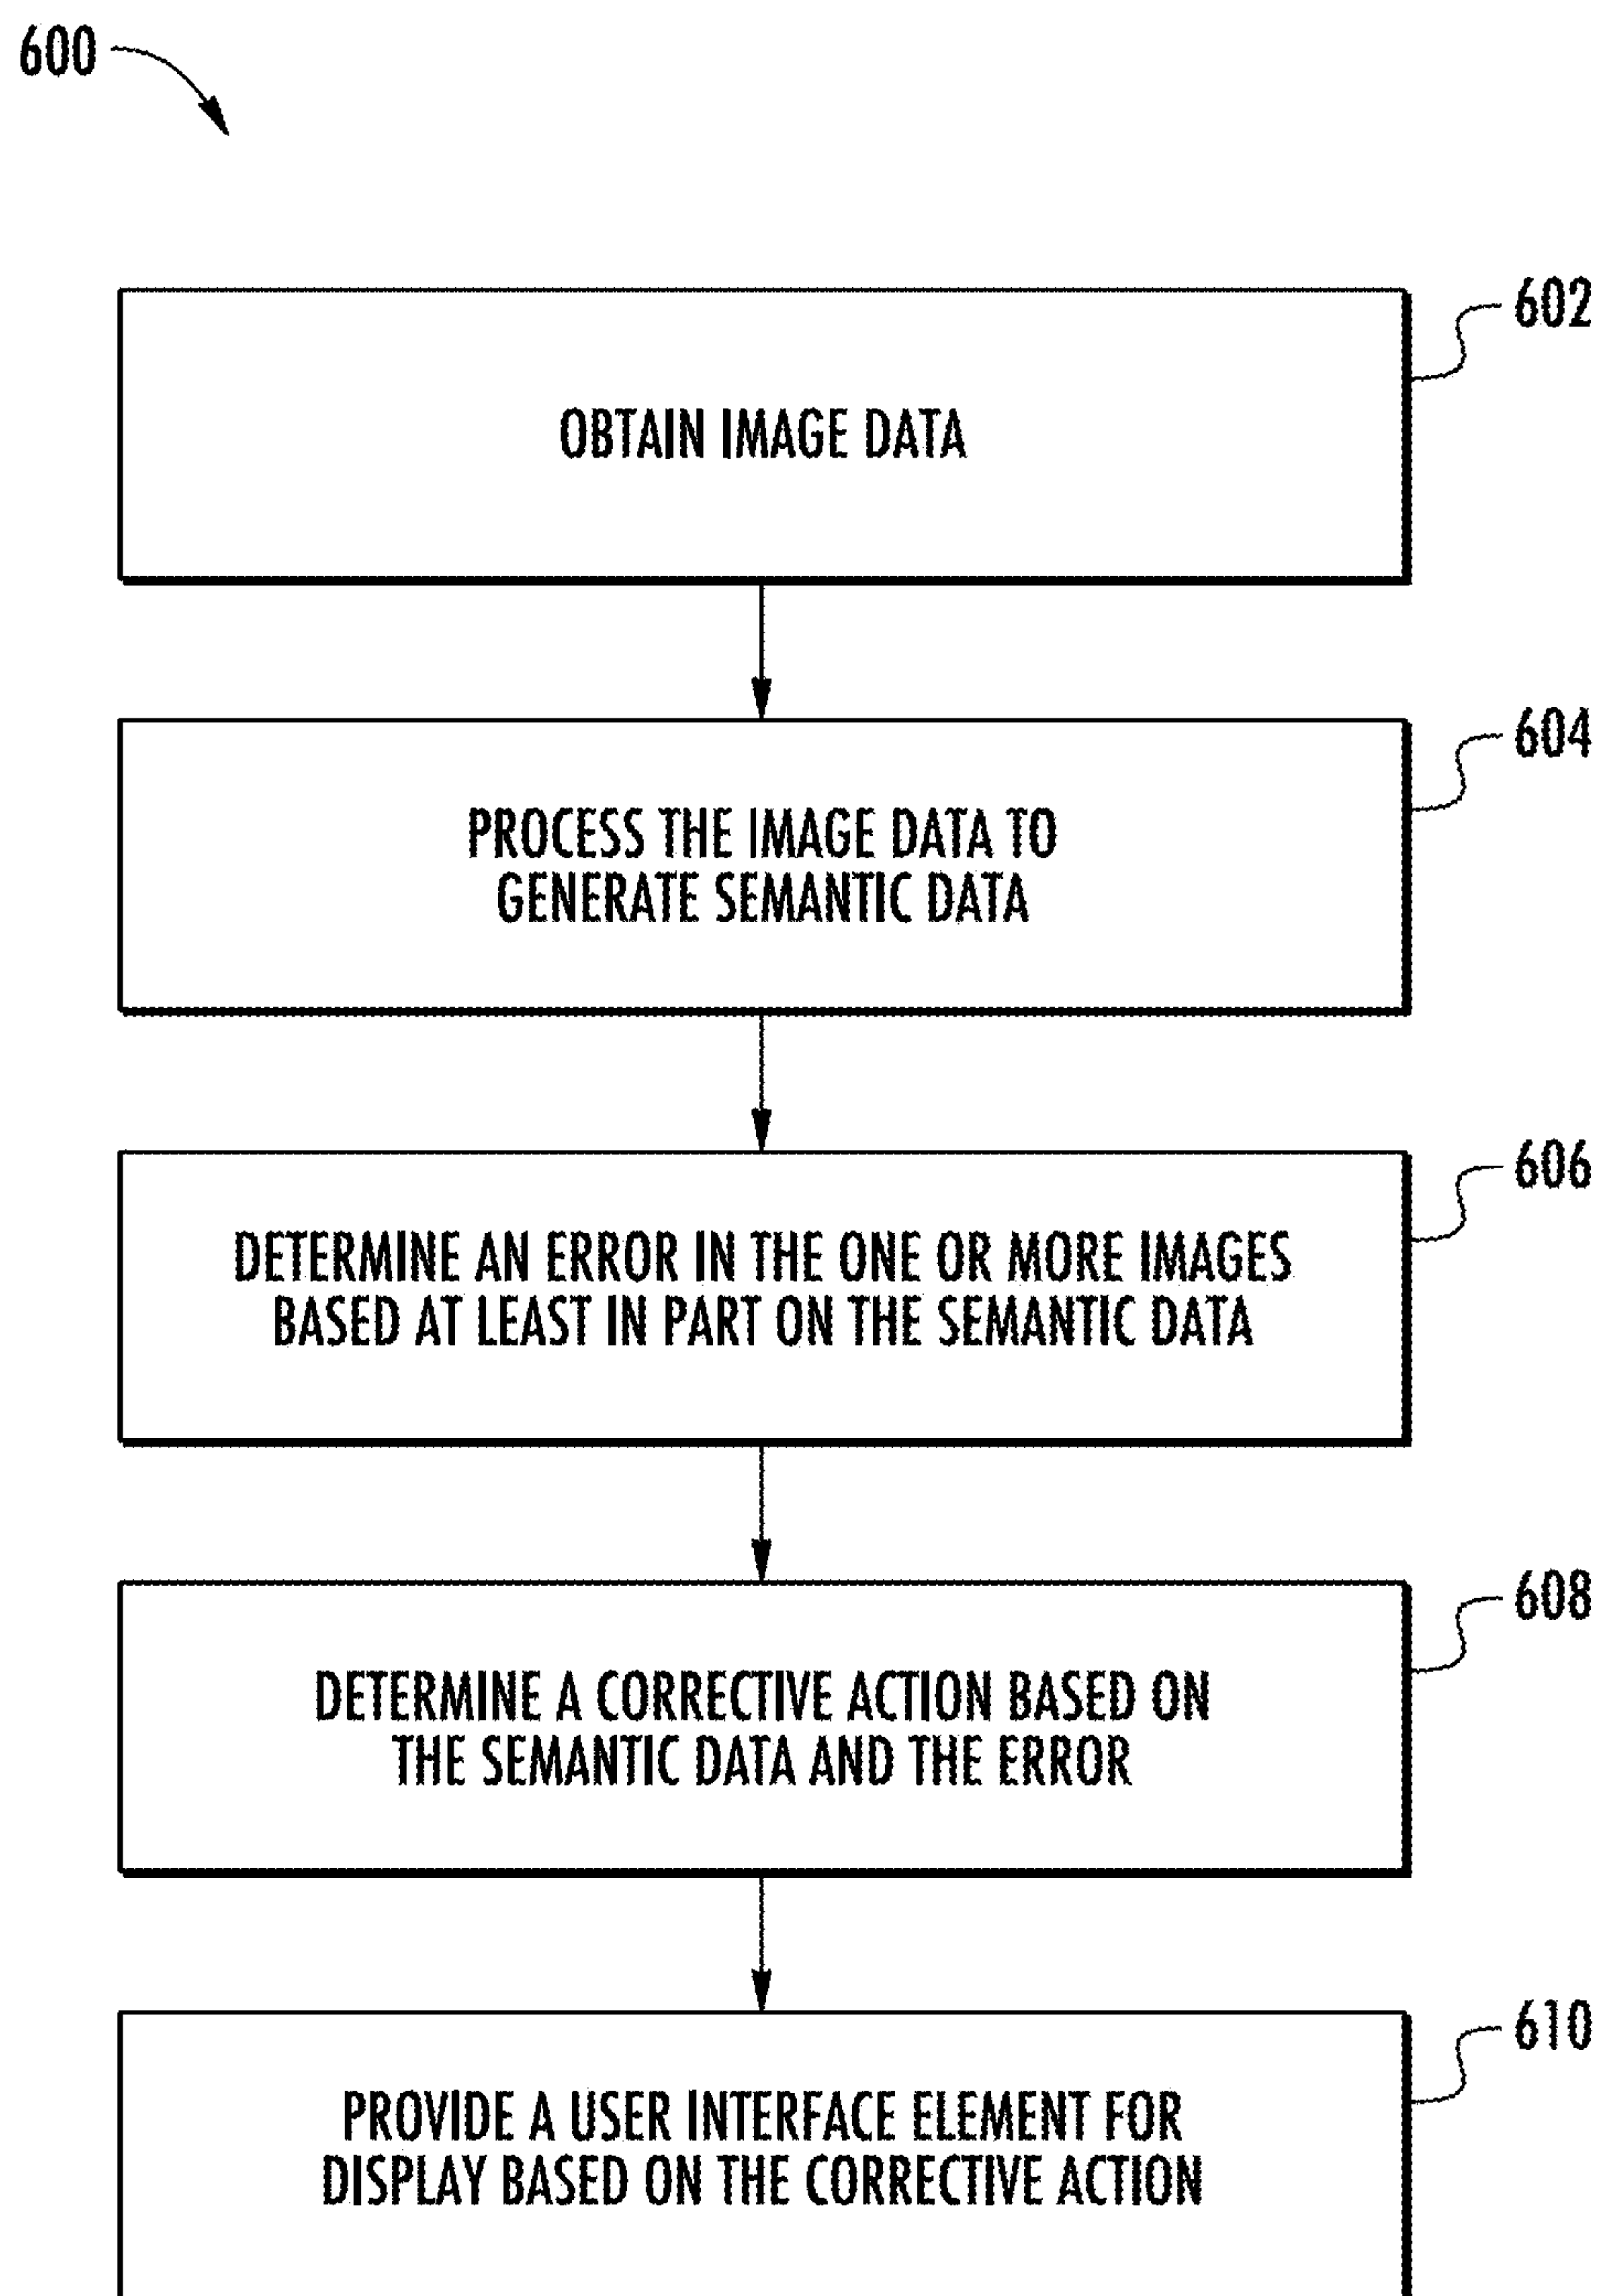 600
602
OBTAIN IMAGE DATA
604
PROCESS THE IMAGE DATA TO
GENERATE SEMANTIC DATA
606
DETERMINE AN ERROR IN THE ONE OR MORE IMAGES
BASED AT LEAST IN PART ON THE SEMANTIC DATA
608
DETERMINE A CORRECTIVE ACTION BASED ON
THE SEMANTIC DATA AND THE ERROR
610
PROVIDE A USER INTERFACE ELEMENT FOR
DISPLAY BASED ON THE CORRECTIVE ACTION